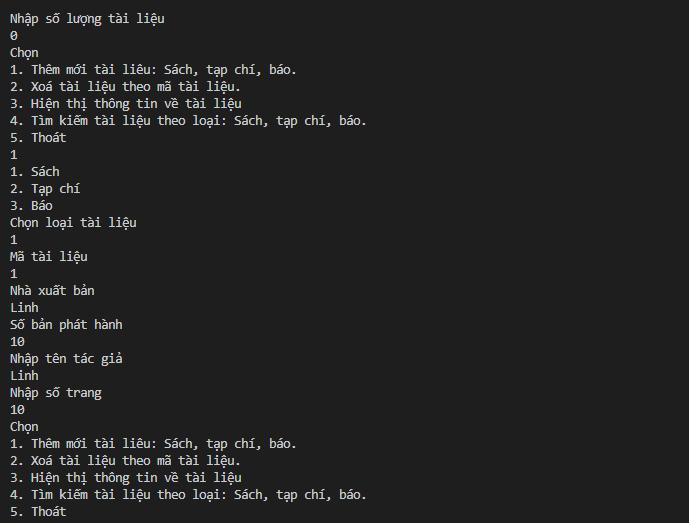 Nhập số lượng tài liệu
0
Chọn
1. Thêm mới tài liêu: Sách, tạp chí, báo.
2. Xoá tài liệu theo mã tài liệu.
3. Hiện thị thông tin về tài liệu
4. Tìm kiếm tài liệu theo loại: Sách, tạp chí, báo.
5. Thoát
1
1. Sách
2. Tạp chí
3. Báo
Chọn loại tài liệu
1
Mã tài liệu
1
Nhà xuất bản
Linh
Số bản phát hành
10
Nhập tên tác giả
Linh
Nhập số trang
10
Chọn
1. Thêm mới tài liêu: Sách, tạp chí, báo.
2. Xoá tài liệu theo mã tài liệu.
3. Hiện thị thông tin về tài liệu
4. Tìm kiếm tài liệu theo loại: Sách, tạp chí, báo.
5. Thoát